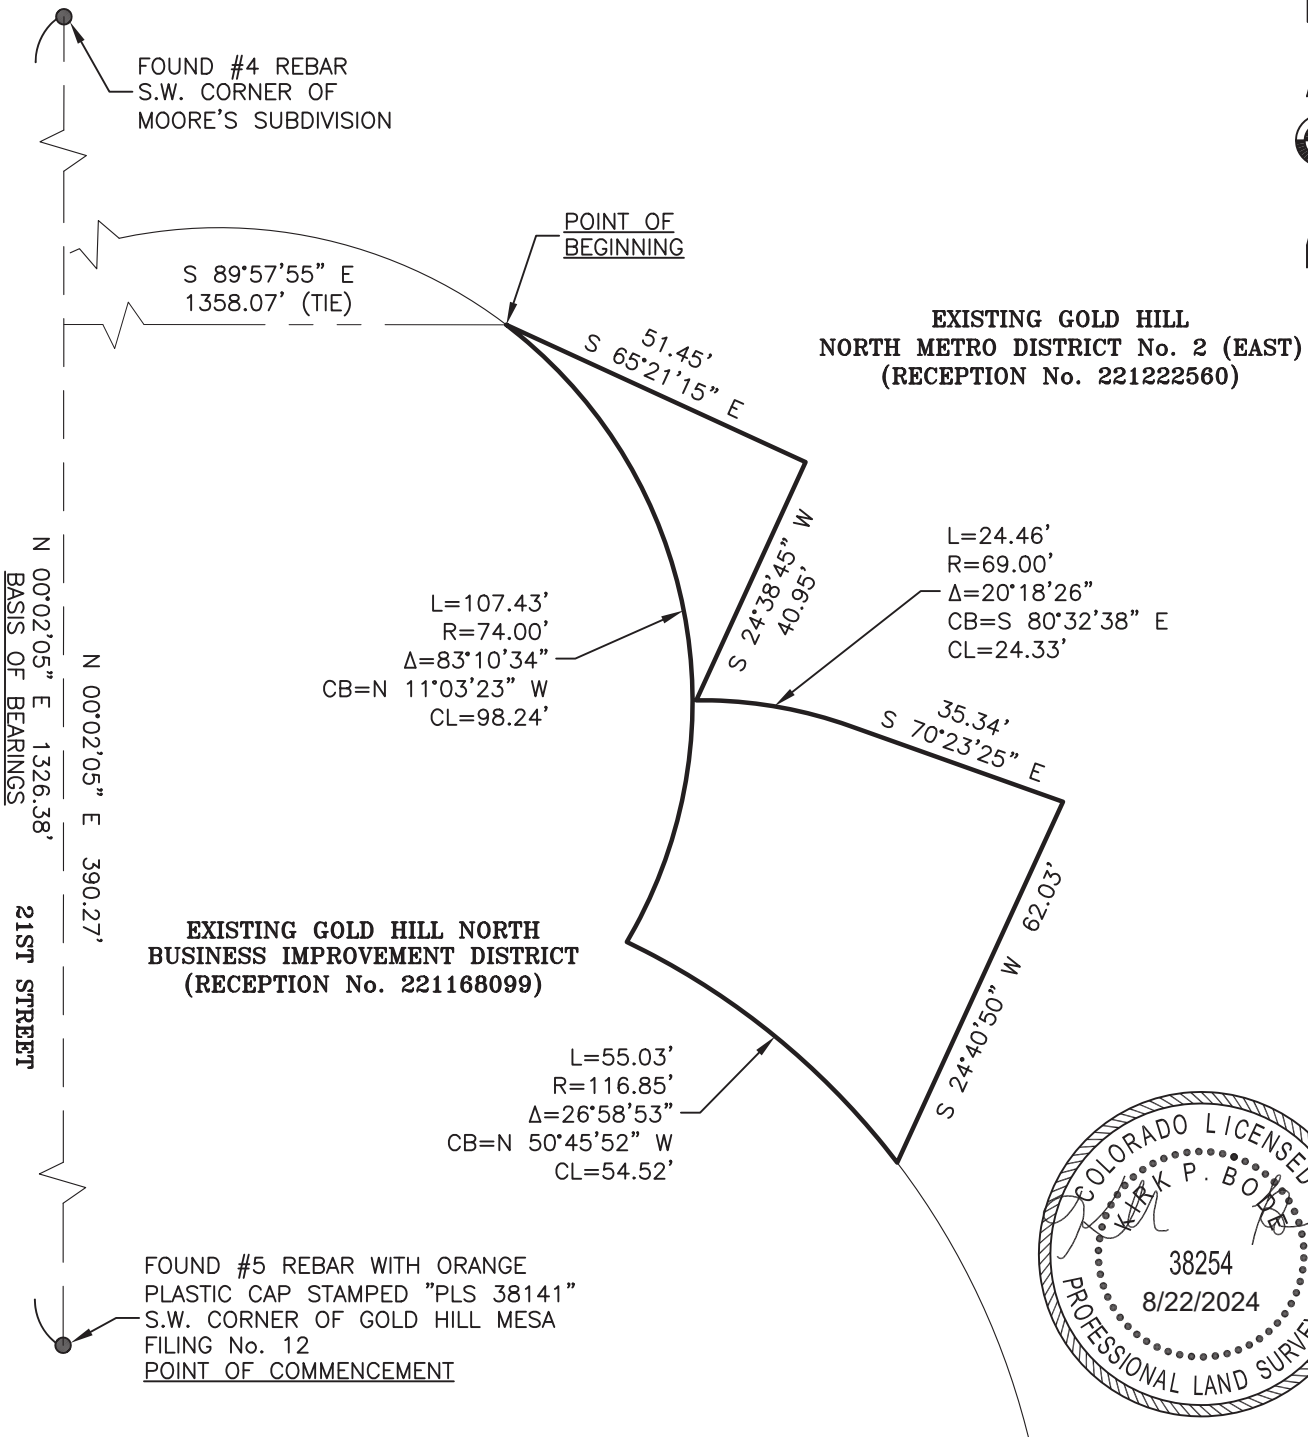 FOUND #4 REBAR
S.W. CORNER OF
MOORE'S SUBDIVISION
POINT OF
BEGINNING
S 89°57'55" E
1358.07' (TIE)
51.45'
S 65°21'15" E
EXISTING GOLD HILL
NORTH METRO DISTRICT No. 2 (EAST)
(RECEPTION No. 221222560)
S 24°38'45" W
40.95'
L=24.46'
R=69.00'
Δ=20°18'26"
CB=S 80°32'38" E
CL=24.33'
L=107.43'
R=74.00'
Δ=83°10'34"
CB=N 11°03'23" W
CL=98.24'
35.34'
S 70°23'25" E
N 00°02'05" E 1326.38'
BASIS OF BEARINGS
N 00°02'05" E 390.27'
21ST STREET
EXISTING GOLD HILL NORTH
BUSINESS IMPROVEMENT DISTRICT
(RECEPTION No. 221168099)
S 24°40'50" W 62.03'
L=55.03'
R=116.85'
Δ=26°58'53"
CB=N 50°45'52" W
CL=54.52'
FOUND #5 REBAR WITH ORANGE
PLASTIC CAP STAMPED "PLS 38141"
S.W. CORNER OF GOLD HILL MESA
FILING No. 12
POINT OF COMMENCEMENT
COLORADO LICENSED
KIRK P. BODE
38254
8/22/2024
PROFESSIONAL LAND SURVE